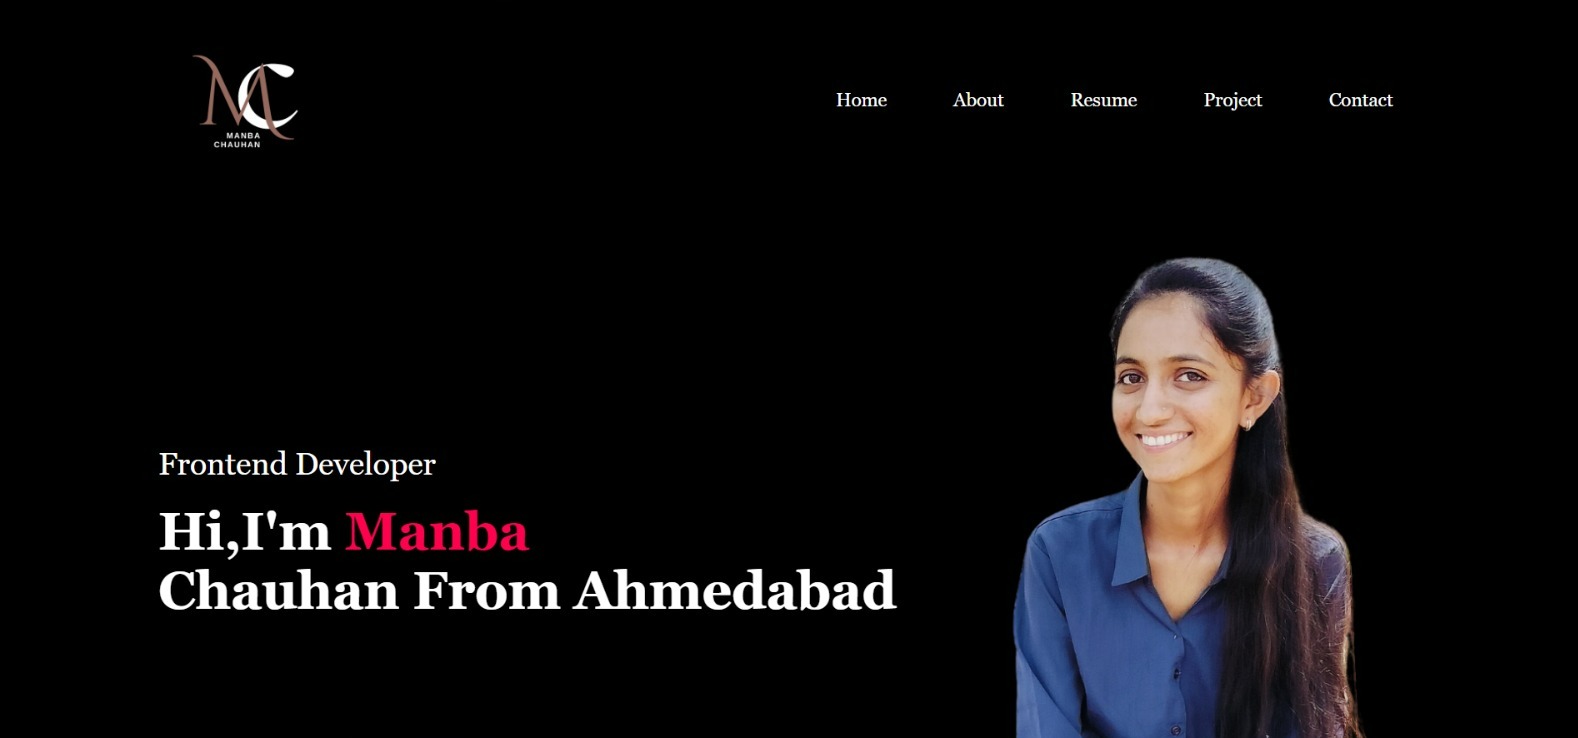 MC
MANBA
CHAUHAN
Home About Resume Project Contact
Frontend Developer
Hi,I'm Manba
Chauhan From Ahmedabad